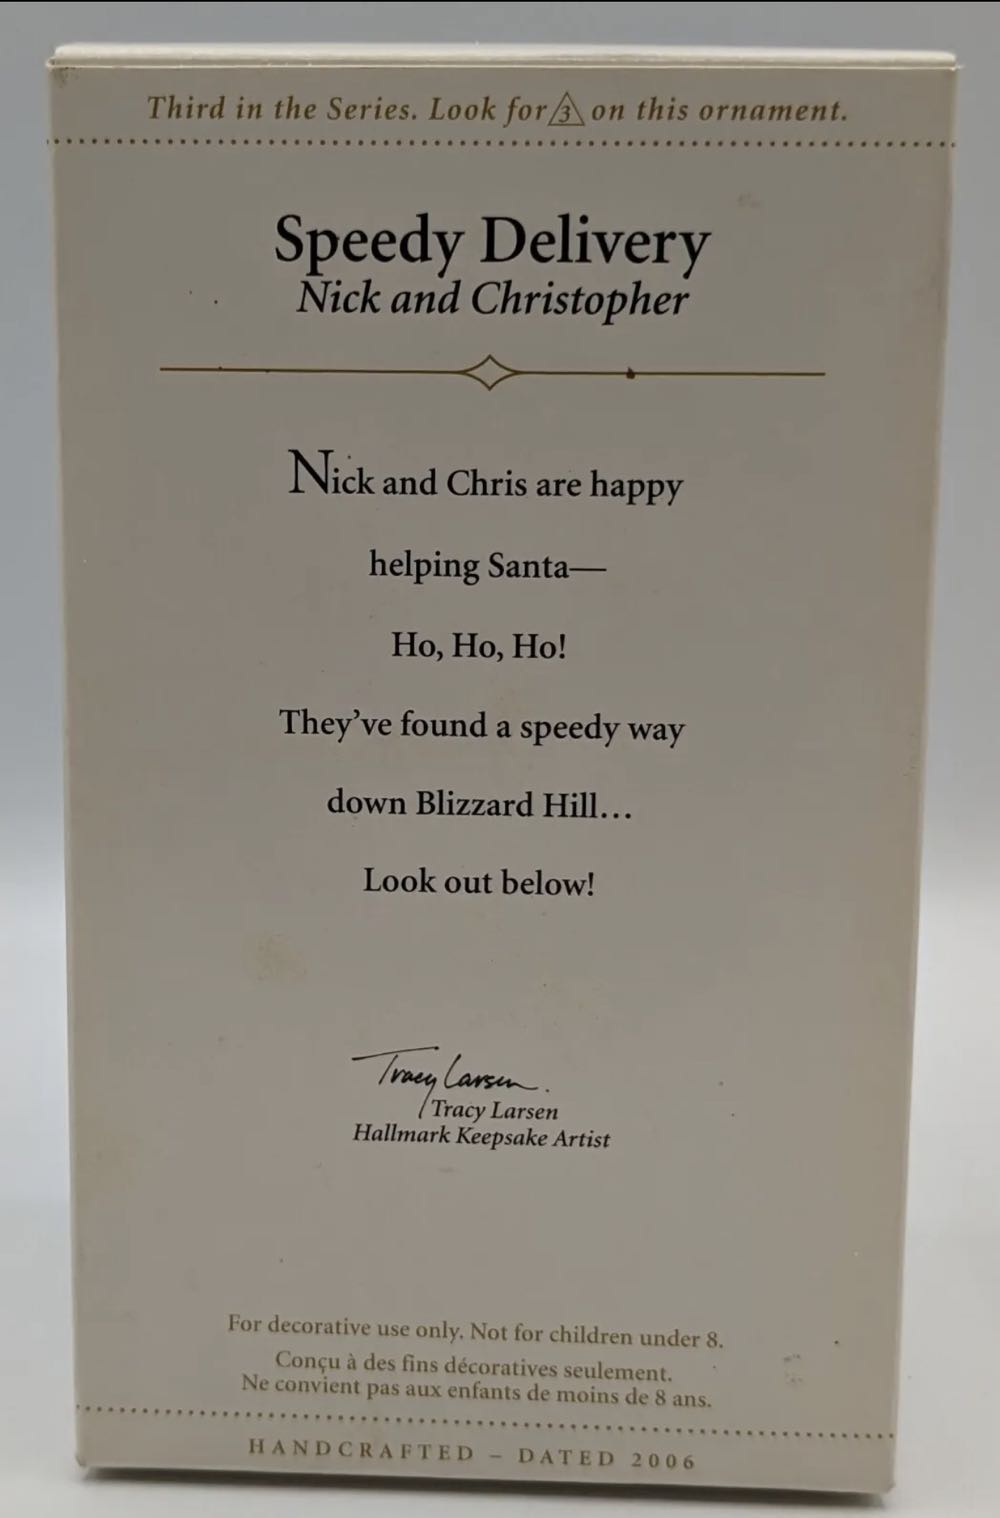 Third in the Series. Look for 3 on this ornament.
Speedy Delivery
Nick and Christopher
Nick and Chris are happy
helping Santa—
Ho, Ho, Ho!
They've found a speedy way
down Blizzard Hill...
Look out below!
Tracy Larsen
Tracy Larsen
Hallmark Keepsake Artist
For decorative use only. Not for children under 8.
Conçu à des fins décoratives seulement.
Ne convient pas aux enfants de moins de 8 ans.
HANDCRAFTED – DATED 2006